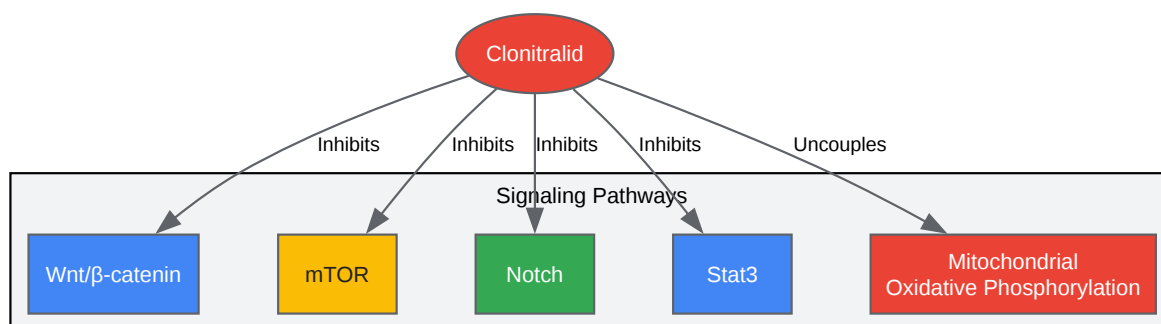 Clonitralid
Inhibits
Inhibits
Inhibits
Inhibits
Uncouples
Signaling Pathways
Wnt/β-catenin
mTOR
Notch
Stat3
Mitochondrial
Oxidative Phosphorylation